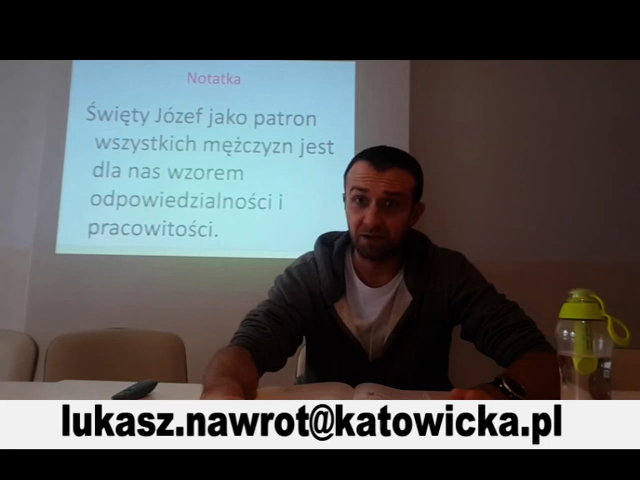 Notatka
Święty Józef jako patron
wszystkich mężczyzn jest
dla nas wzorem
odpowiedzialności i
pracowitości.
lukasz.nawrot@katowicka.pl